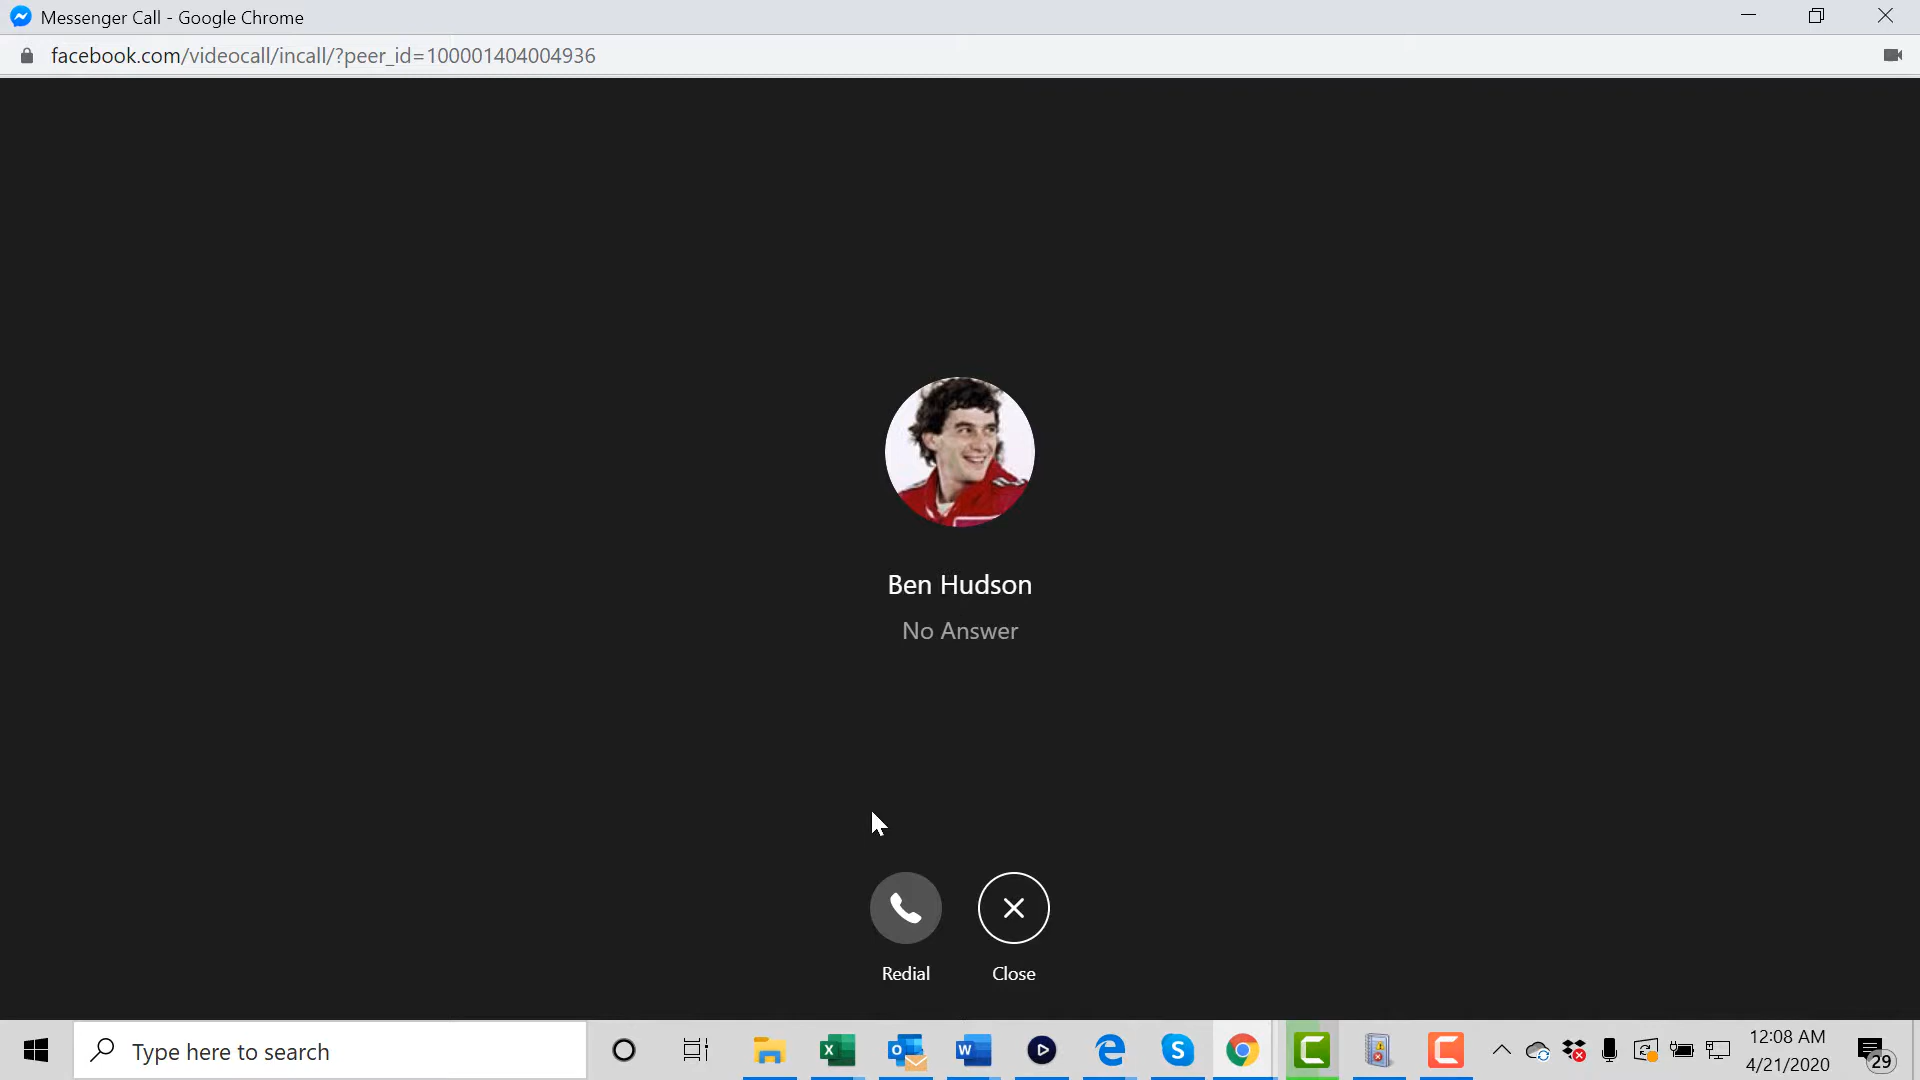 Messenger Call - Google Chrome
facebook.com/videocall/incall/?peer_id=100001404004936
Ben Hudson
No Answer
Redial
Close
Type here to search
12:08 AM
4/21/2020
29